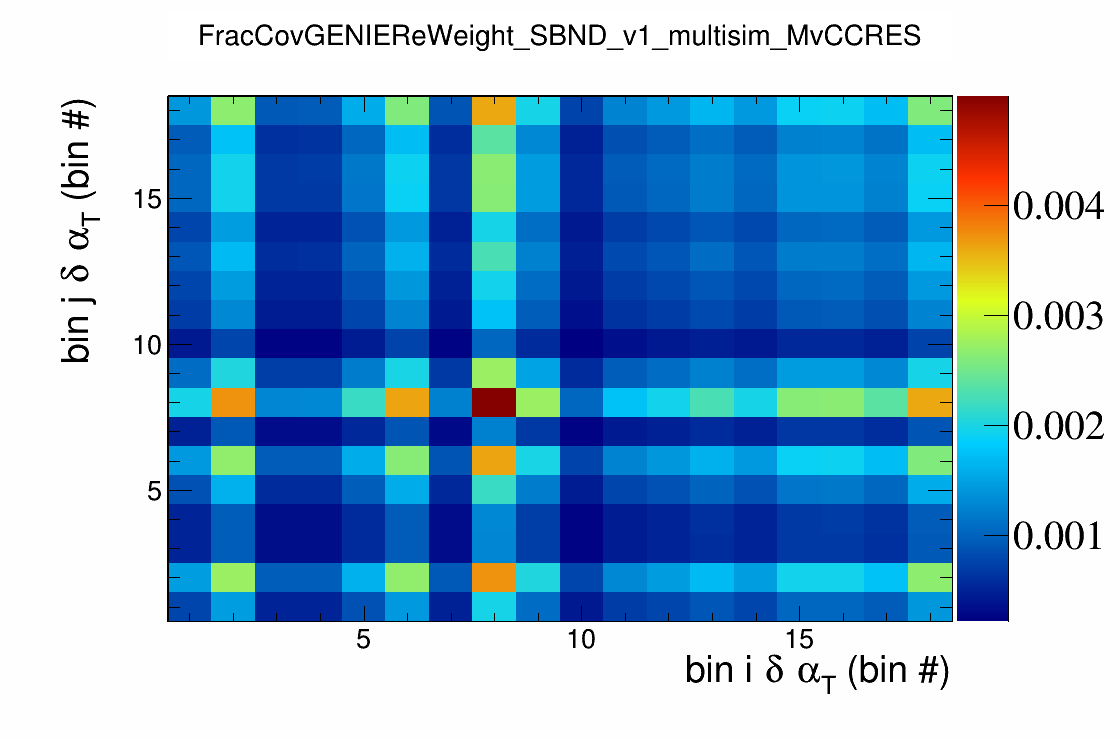 FracCovGENIEReWeight_SBND_v1_multisim_MvCCRES
bin j δ α_T (bin #)
15
10
5
0.004
0.003
0.002
0.001
5 10 15
bin i δ α_T (bin #)